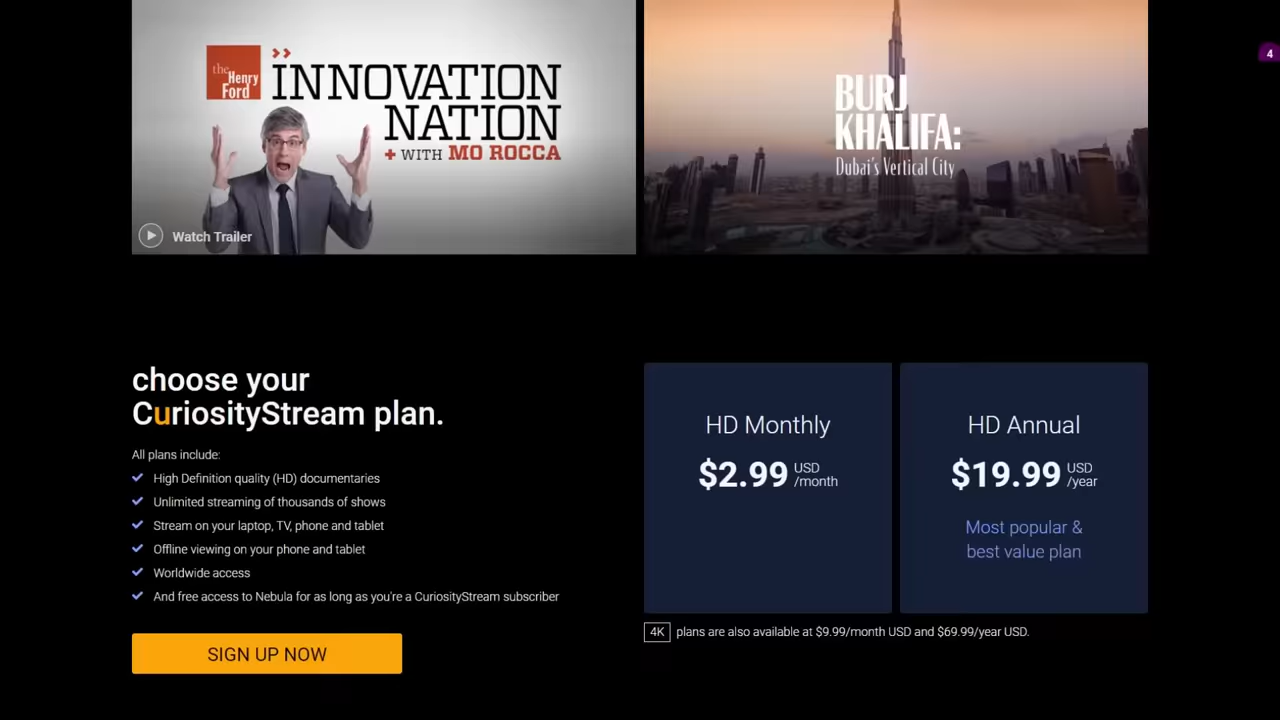 the
Henry
Ford
INNOVATION
NATION
+ WITH MO ROCCA
Watch Trailer
BURJ
KHALIFA:
Dubai's Vertical City
4
choose your
CuriosityStream plan.
All plans include:
High Definition quality (HD) documentaries
Unlimited streaming of thousands of shows
Stream on your laptop, TV, phone and tablet
Offline viewing on your phone and tablet
Worldwide access
And free access to Nebula for as long as you're a CuriosityStream subscriber
SIGN UP NOW
HD Monthly
$2.99 USD
/month
HD Annual
$19.99 USD
/year
Most popular &
best value plan
4K plans are also available at $9.99/month USD and $69.99/year USD.